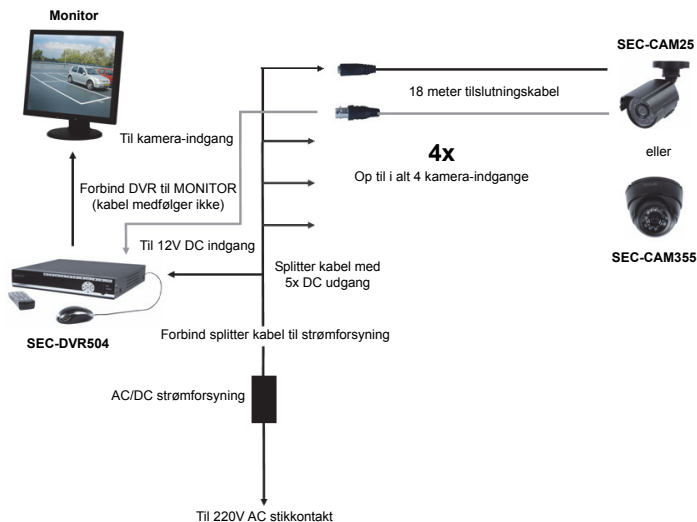 Monitor
SEC-CAM25
18 meter tilslutningskabel
Til kamera-indgang
4x
eller
Op til i alt 4 kamera-indgange
Forbind DVR til MONITOR
(kabel medfølger ikke)
Til 12V DC indgang
SEC-CAM355
Splitter kabel med
5x DC udgang
SEC-DVR504
Forbind splitter kabel til strømforsyning
AC/DC strømforsyning
Til 220V AC stikkontakt